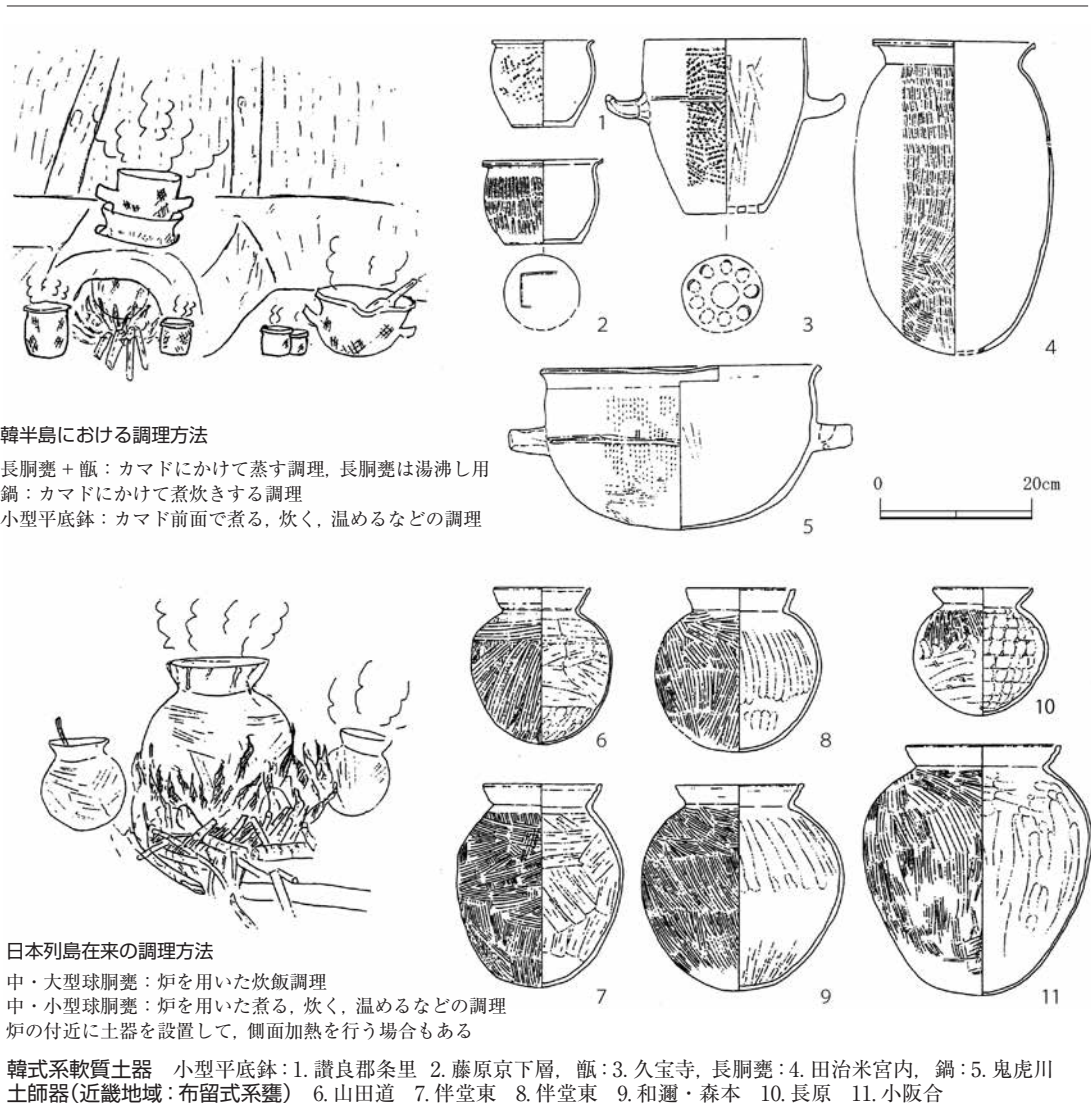 1
2
3
4
5
0 20cm
韓半島における調理方法
長胴甕+甑：カマドにかけて蒸す調理, 長胴甕は湯沸し用
鍋：カマドにかけて煮炊きする調理
小型平底鉢：カマド前面で煮る, 炊く, 温めるなどの調理
6
8
10
7
9
11
日本列島在来の調理方法
中・大型球胴甕：炉を用いた炊飯調理
中・小型球胴甕：炉を用いた煮る, 炊く, 温めるなどの調理
炉の付近に土器を設置して, 側面加熱を行う場合もある
韓式系軟質土器 小型平底鉢：1. 讃良郡条里 2. 藤原京下層, 甑：3. 久宝寺, 長胴甕：4. 田治米宮内, 鍋：5. 鬼虎川
土師器(近畿地域：布留式系甕) 6. 山田道 7. 伴堂東 8. 伴堂東 9. 和邇・森本 10. 長原 11. 小阪合